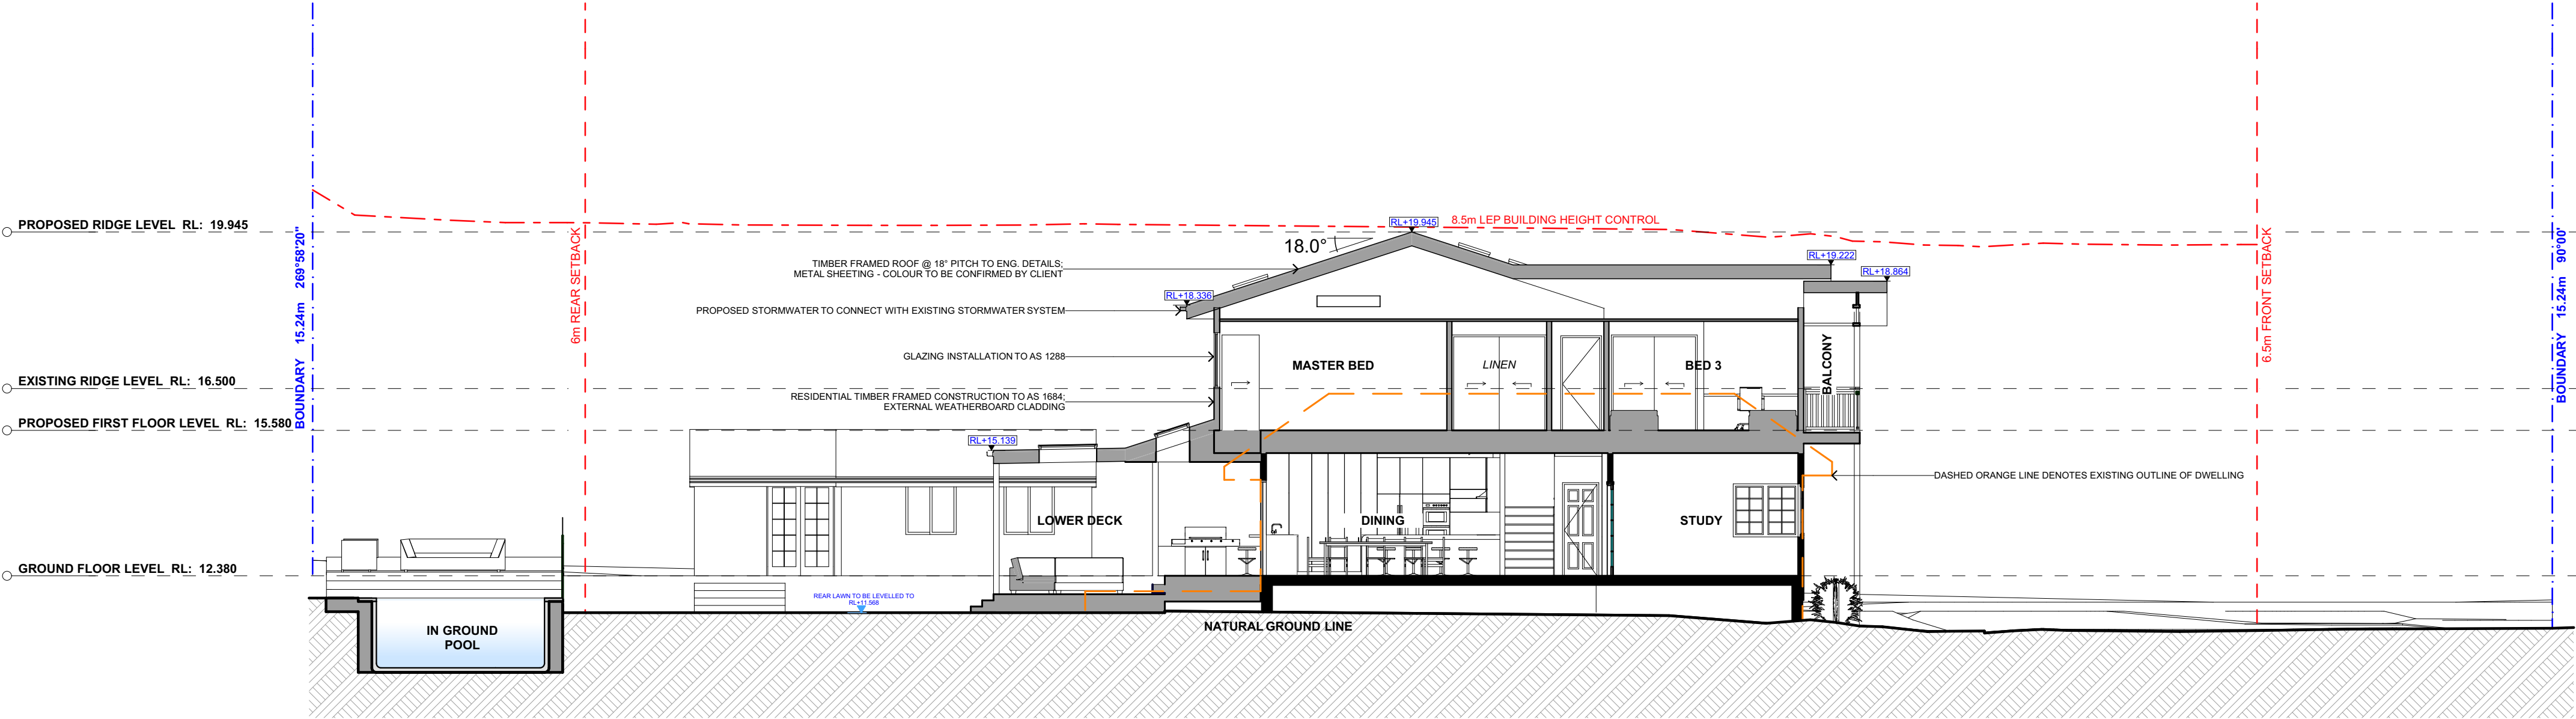 BOUNDARY 15.24m 269°58'20"
6m REAR SETBACK
PROPOSED RIDGE LEVEL RL: 19.945
EXISTING RIDGE LEVEL RL: 16.500
PROPOSED FIRST FLOOR LEVEL RL: 15.580
GROUND FLOOR LEVEL RL: 12.380
RL+19.945
8.5m LEP BUILDING HEIGHT CONTROL
18.0°
TIMBER FRAMED ROOF @ 18° PITCH TO ENG. DETAILS;
METAL SHEETING - COLOUR TO BE CONFIRMED BY CLIENT
RL+19.222
RL+18.864
RL+18.336
PROPOSED STORMWATER TO CONNECT WITH EXISTING STORMWATER SYSTEM
GLAZING INSTALLATION TO AS 1288
RESIDENTIAL TIMBER FRAMED CONSTRUCTION TO AS 1684;
EXTERNAL WEATHERBOARD CLADDING
MASTER BED
LINEN
BED 3
BALCONY
RL+15.139
DASHED ORANGE LINE DENOTES EXISTING OUTLINE OF DWELLING
LOWER DECK
DINING
STUDY
REAR LAWN TO BE LEVELLED TO
RL+11.568
IN GROUND
POOL
NATURAL GROUND LINE
6.5m FRONT SETBACK
BOUNDARY 15.24m 90°00'